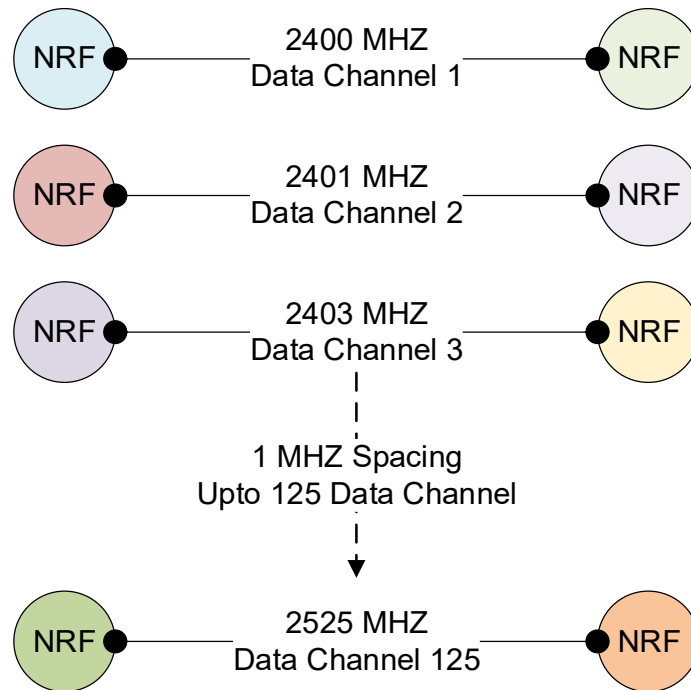 NRF
2400 MHZ
Data Channel 1
NRF
NRF
2401 MHZ
Data Channel 2
NRF
NRF
2403 MHZ
Data Channel 3
NRF
1 MHZ Spacing
Upto 125 Data Channel
NRF
2525 MHZ
Data Channel 125
NRF